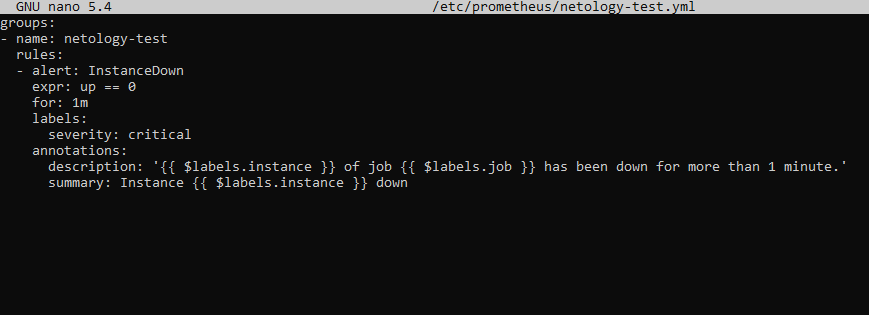 GNU nano 5.4 /etc/prometheus/netology-test.yml
groups:
- name: netology-test
  rules:
  - alert: InstanceDown
    expr: up == 0
    for: 1m
    labels:
      severity: critical
    annotations:
      description: '{{ $labels.instance }} of job {{ $labels.job }} has been down for more than 1 minute.'
      summary: Instance {{ $labels.instance }} down